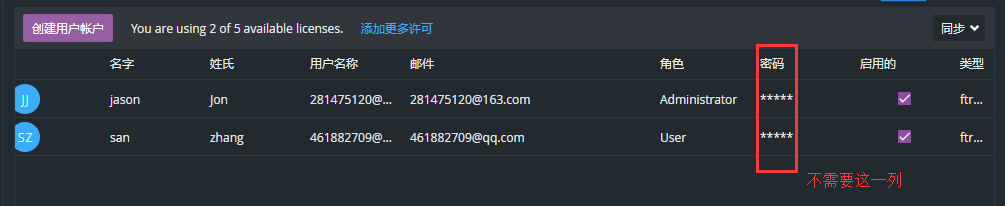 创建用户帐户 You are using 2 of 5 available licenses. 添加更多许可 同步
名字 姓氏 用户名称 邮件 角色 密码 启用的 类型
JJ jason Jon 281475120@... 281475120@163.com Administrator ***** ftr...
SZ san zhang 461882709@... 461882709@qq.com User ***** ftr...
不需要这一列